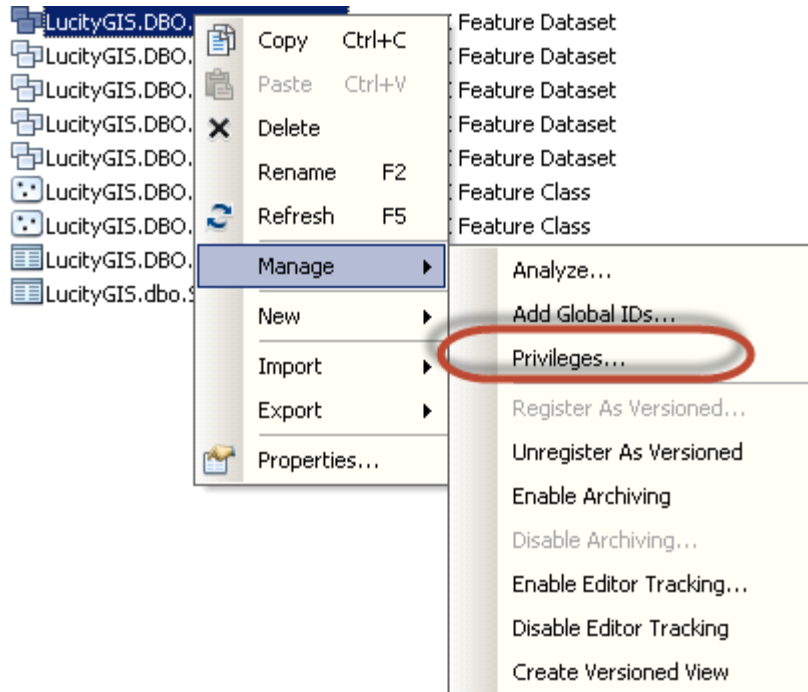 LucityGIS.DBO. Feature Dataset
LucityGIS.DBO. Feature Dataset
LucityGIS.DBO. Feature Dataset
LucityGIS.DBO. Feature Dataset
LucityGIS.DBO. Feature Dataset
LucityGIS.DBO. Feature Class
LucityGIS.DBO. Feature Class
LucityGIS.DBO.
LucityGIS.dbo.S
Copy Ctrl+C
Paste Ctrl+V
Delete
Rename F2
Refresh F5
Manage
New
Import
Export
Properties...
Analyze...
Add Global IDs...
Privileges...
Register As Versioned...
Unregister As Versioned
Enable Archiving
Disable Archiving...
Enable Editor Tracking...
Disable Editor Tracking
Create Versioned View